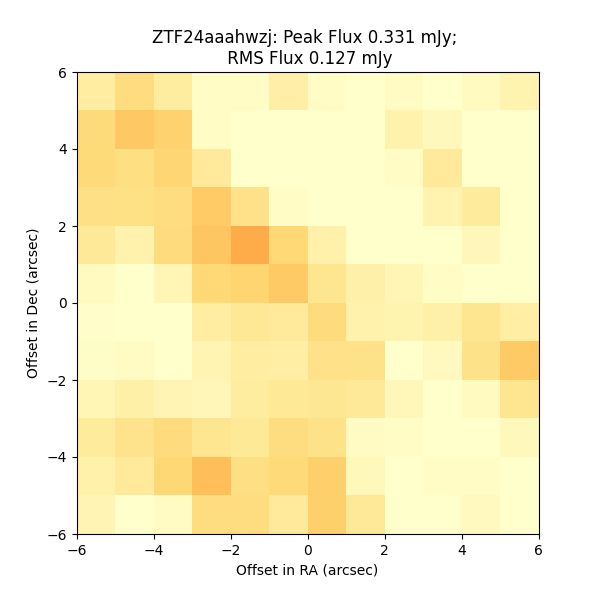 ZTF24aaahwzj: Peak Flux 0.331 mJy;
RMS Flux 0.127 mJy
6
4
2
0
−2
−4
−6
Offset in Dec (arcsec)
−6 −4 −2 0 2 4 6
Offset in RA (arcsec)